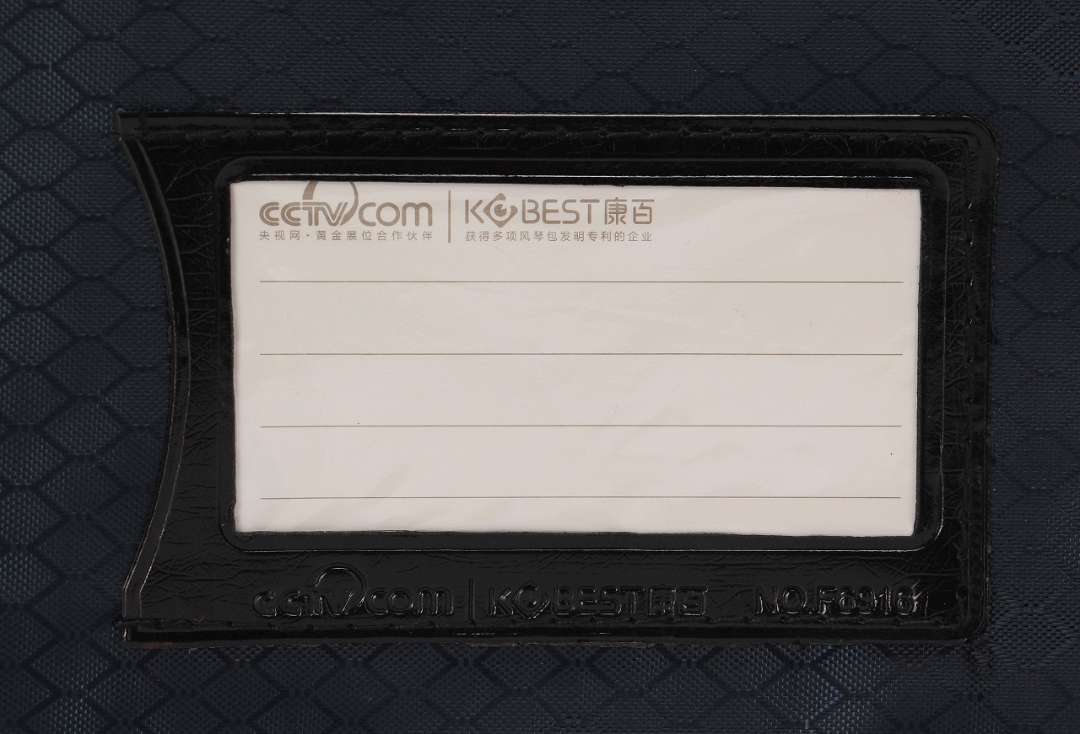 CCTV.com | KOBEST康百
央视网·黄金展位合作伙伴 获得多项风琴包发明专利的企业
CCTV.com | KOBEST康百 NO.F6916